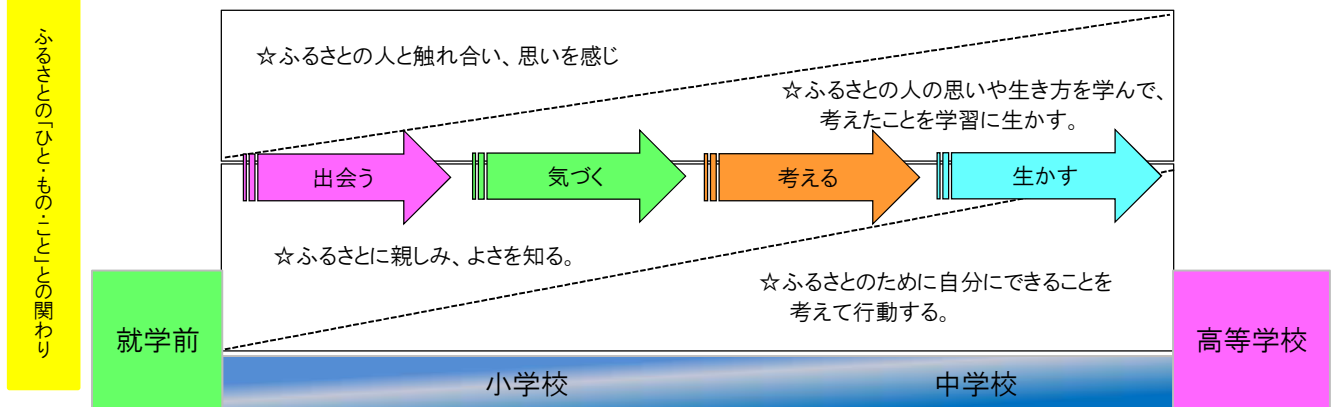 ふるさとの「ひと・もの・こと」との関わり
☆ふるさとの人と触れ合い、思いを感じ
☆ふるさとの人の思いや生き方を学んで、
考えたことを学習に生かす。
出会う
気づく
考える
生かす
☆ふるさとに親しみ、よさを知る。
☆ふるさとのために自分にできることを
考えて行動する。
就学前
小学校
中学校
高等学校